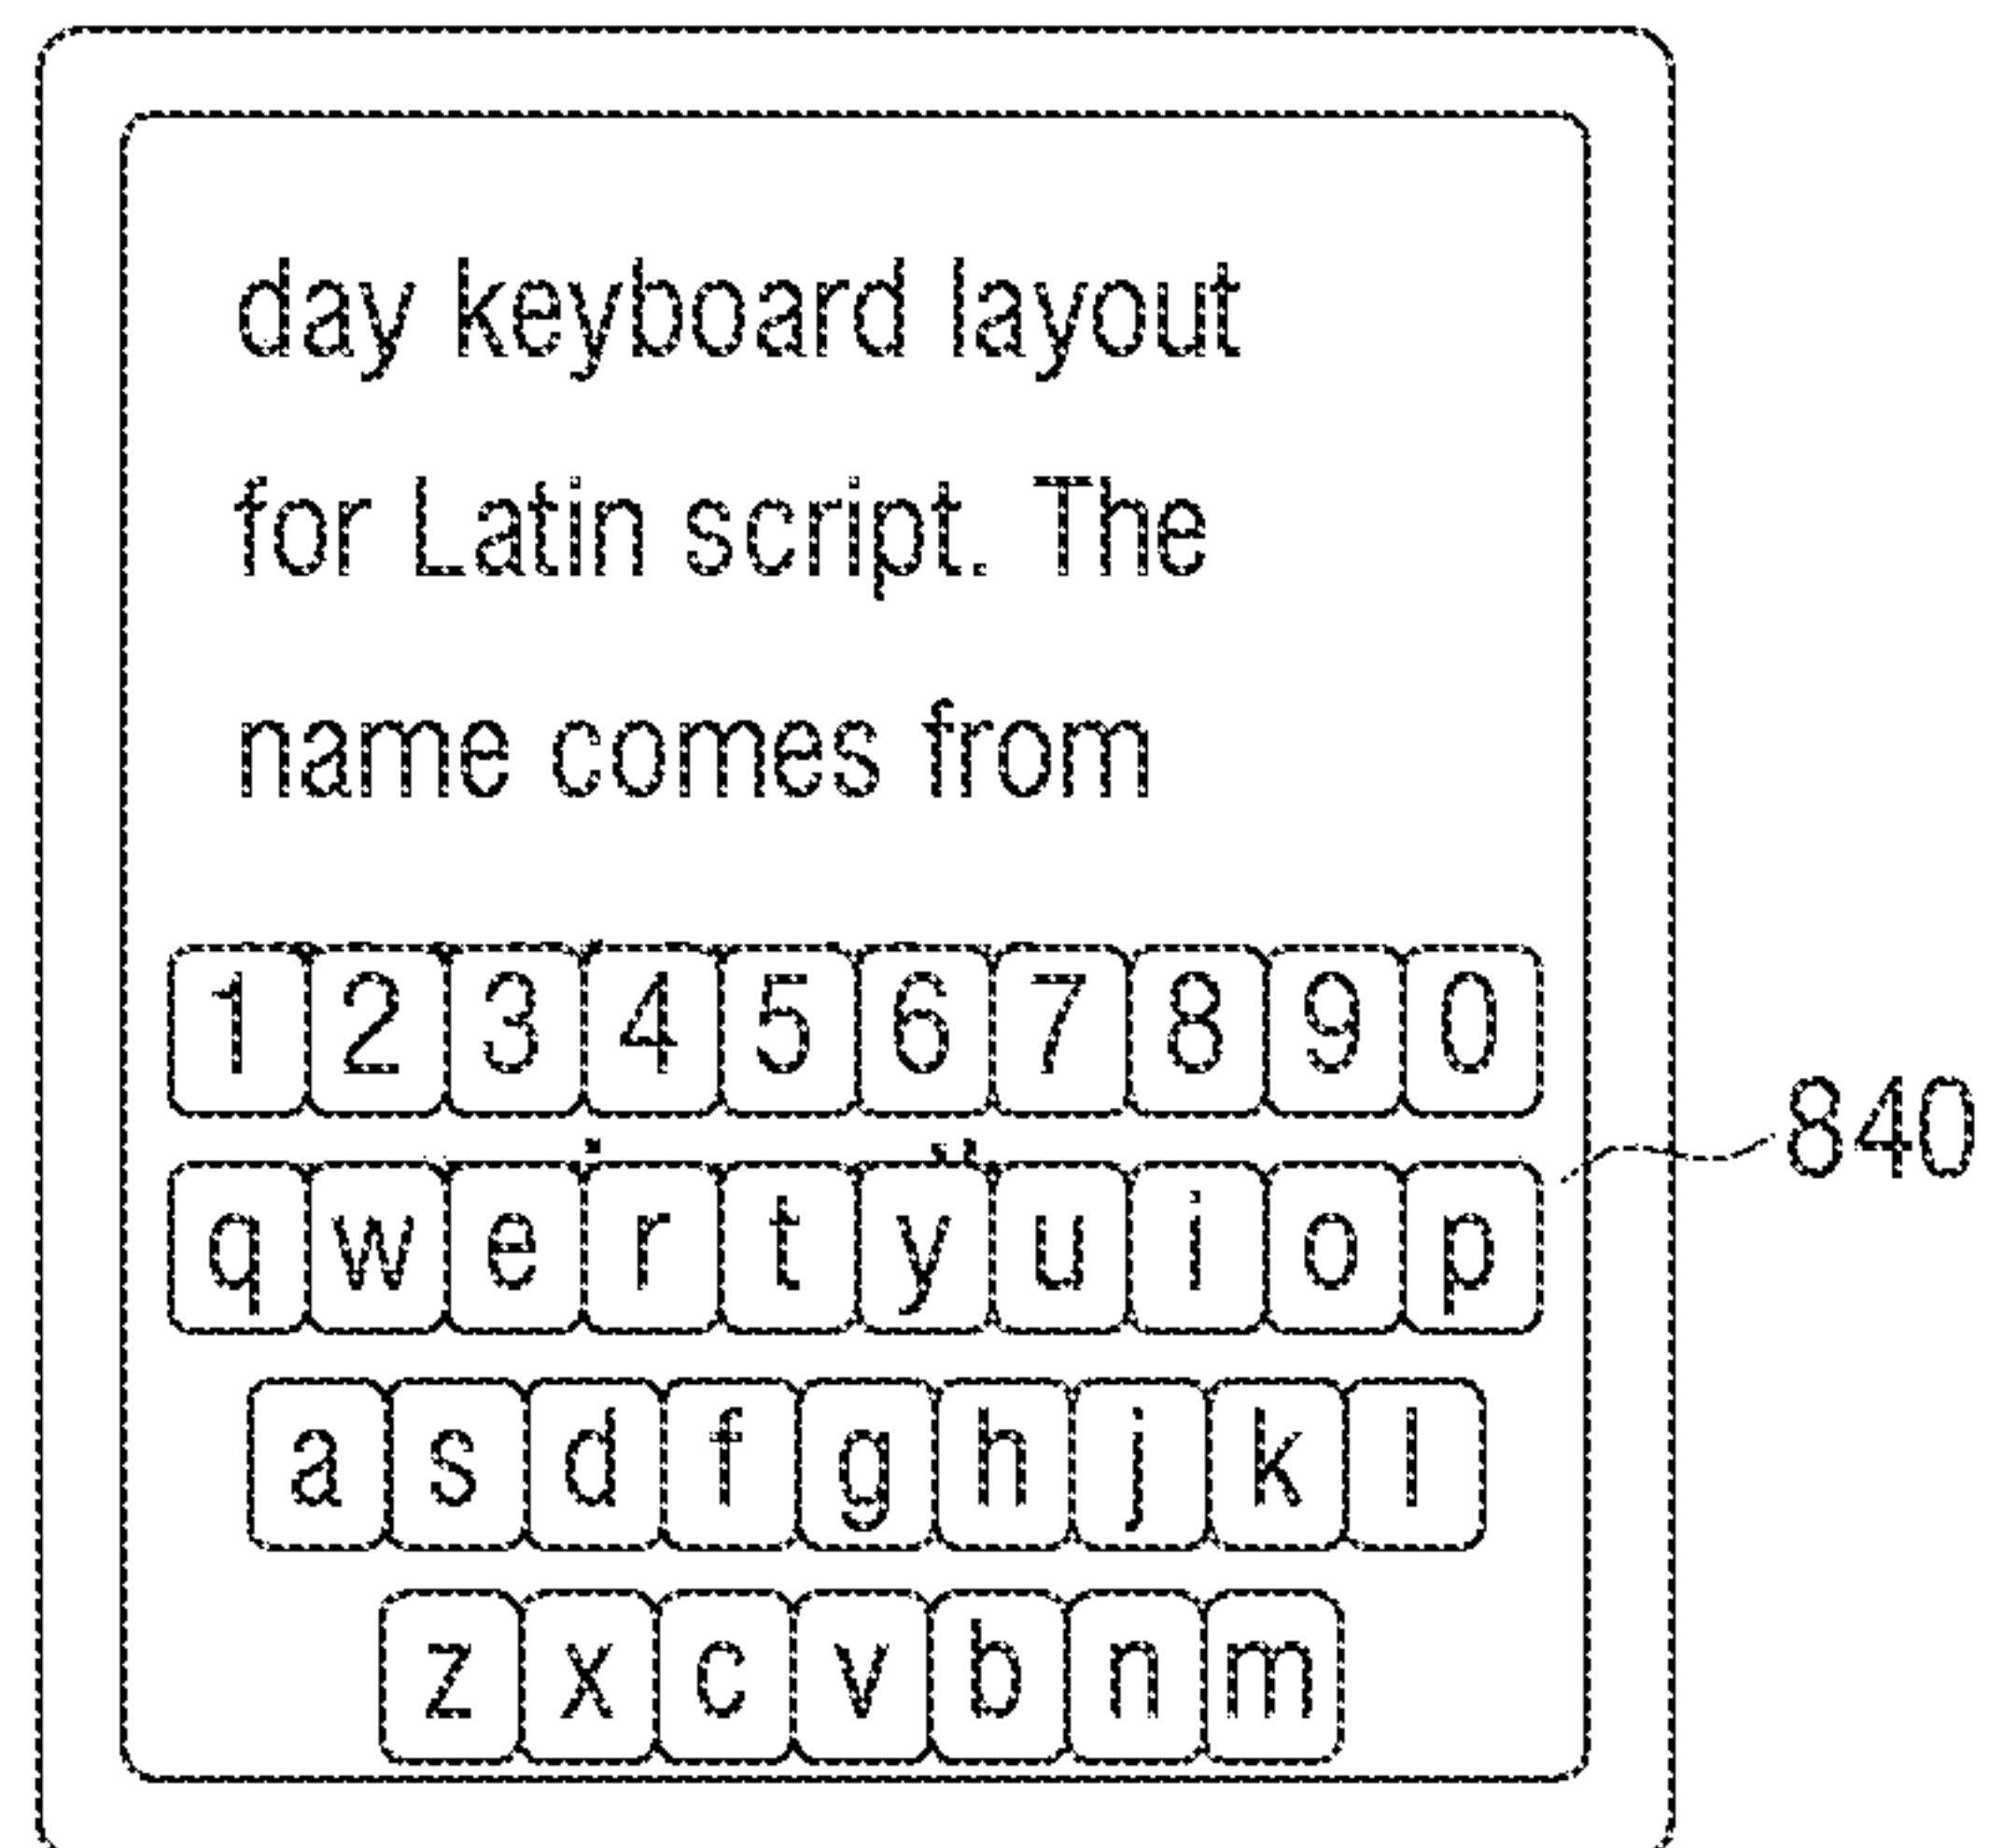 day keyboard layout
for Latin script. The
name comes from
1 2 3 4 5 6 7 8 9 0
840
q w e r t y u i o p
a s d f g h j k l
z x c v b n m